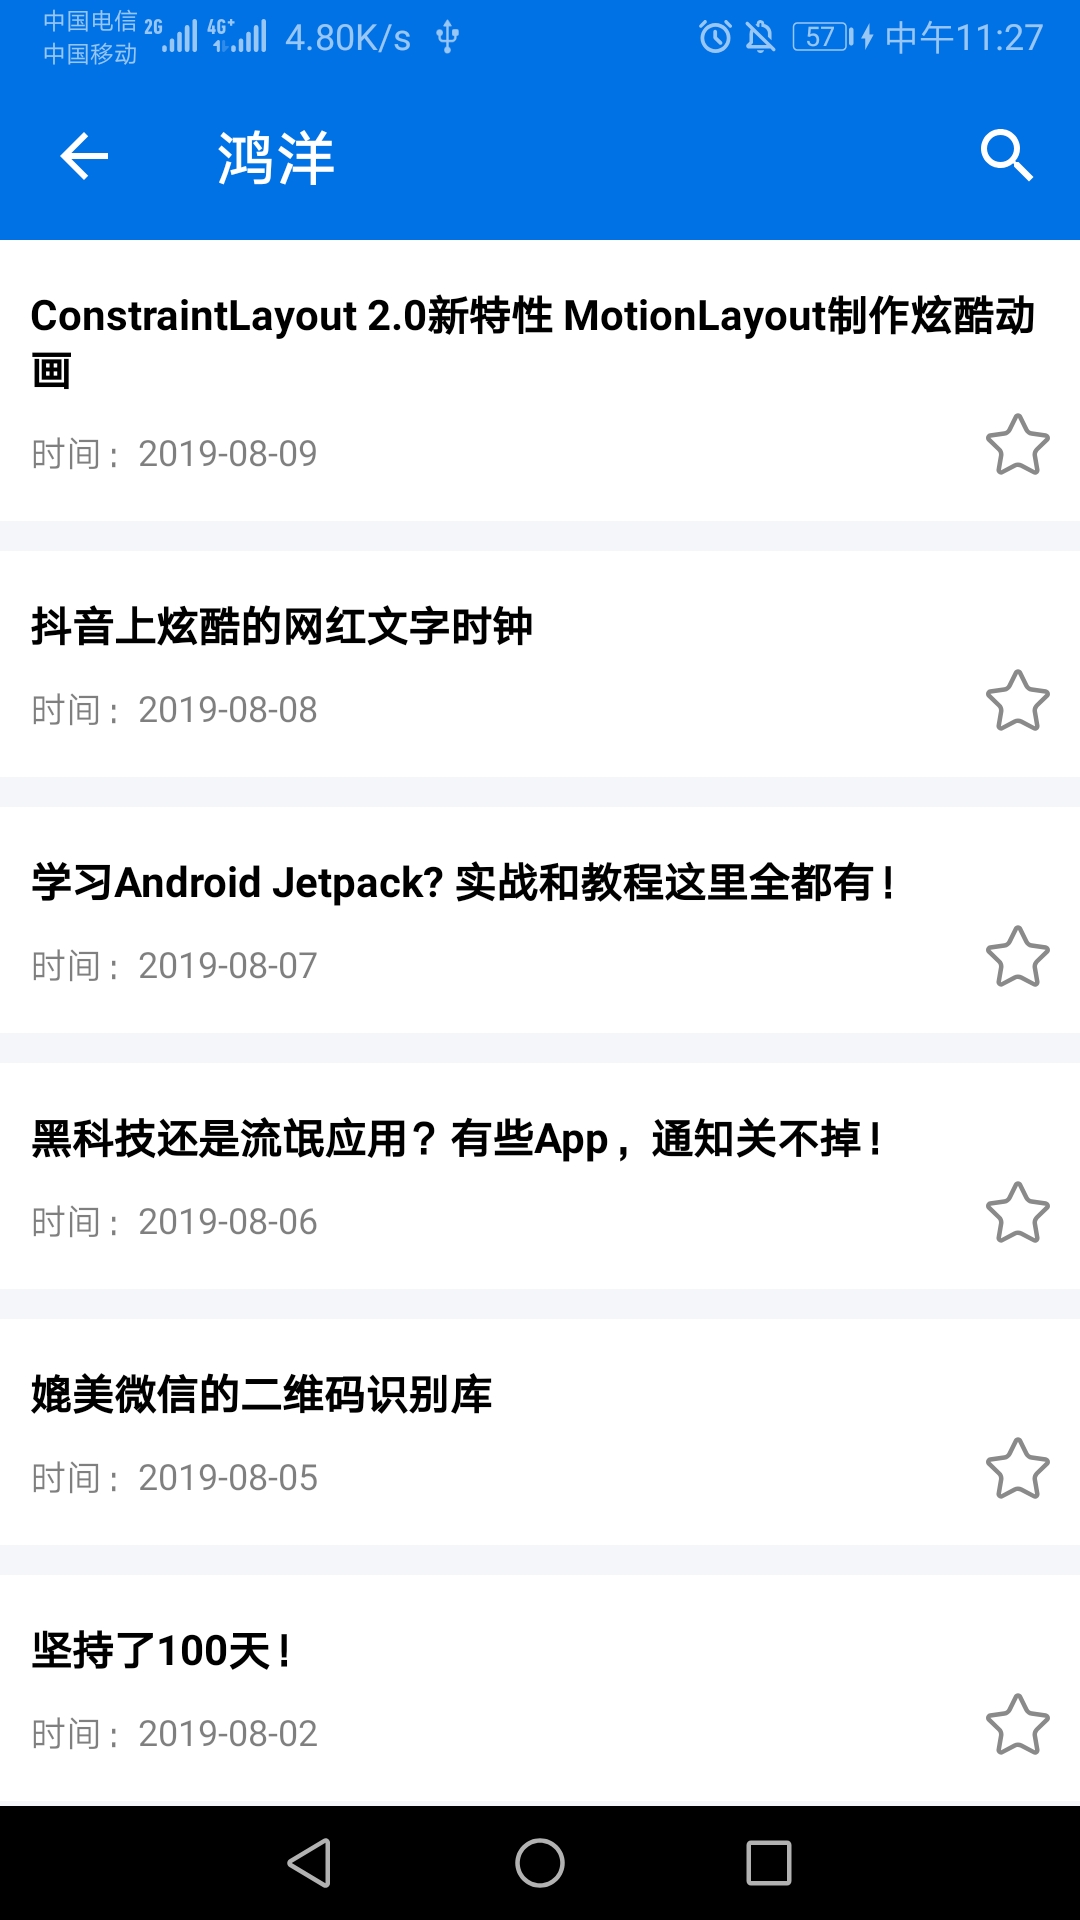 中国电信 2G 4G+ 4.80K/s 57 中午11:27
中国移动 1
鸿洋
ConstraintLayout 2.0新特性 MotionLayout制作炫酷动
画
时间：2019-08-09
抖音上炫酷的网红文字时钟
时间：2019-08-08
学习Android Jetpack? 实战和教程这里全都有！
时间：2019-08-07
黑科技还是流氓应用？有些App，通知关不掉！
时间：2019-08-06
媲美微信的二维码识别库
时间：2019-08-05
坚持了100天！
时间：2019-08-02